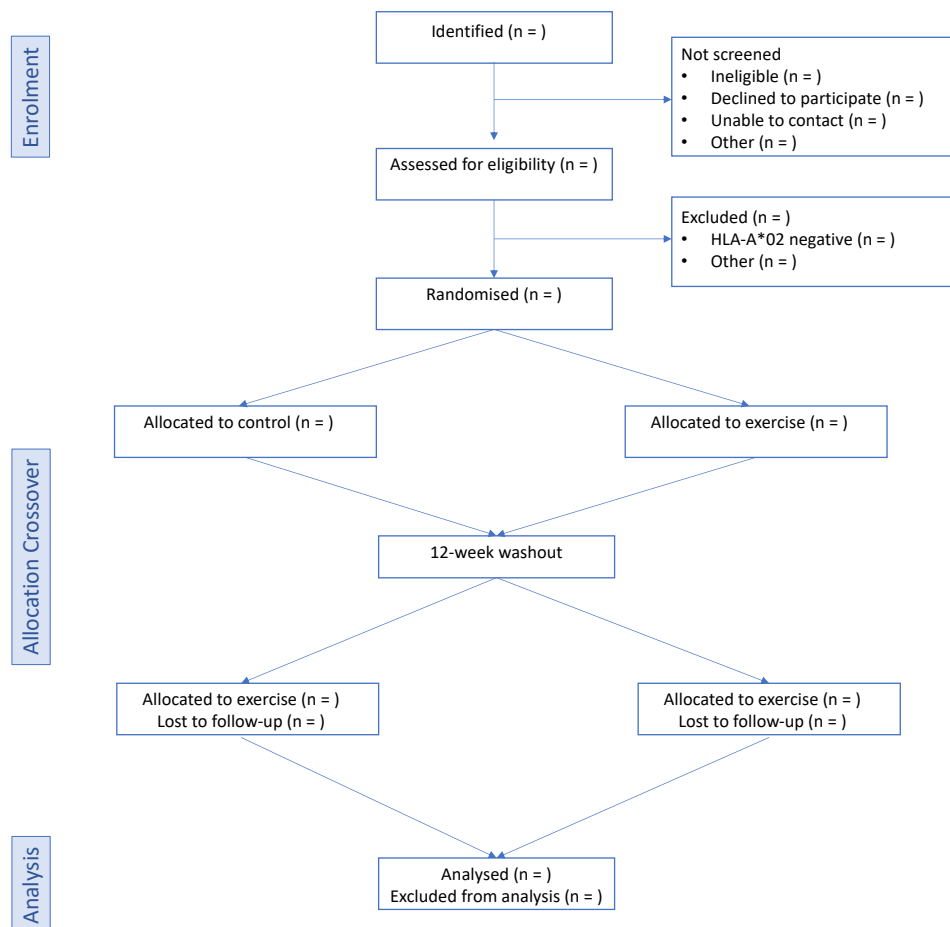 Enrolment
Identified (n = )
Not screened
• Ineligible (n = )
• Declined to participate (n = )
• Unable to contact (n = )
• Other (n = )
Assessed for eligibility (n = )
Excluded (n = )
• HLA-A*02 negative (n = )
• Other (n = )
Randomised (n = )
Allocation Crossover
Allocated to control (n = )
Allocated to exercise (n = )
12-week washout
Allocated to exercise (n = )
Lost to follow-up (n = )
Allocated to exercise (n = )
Lost to follow-up (n = )
Analysis
Analysed (n = )
Excluded from analysis (n = )